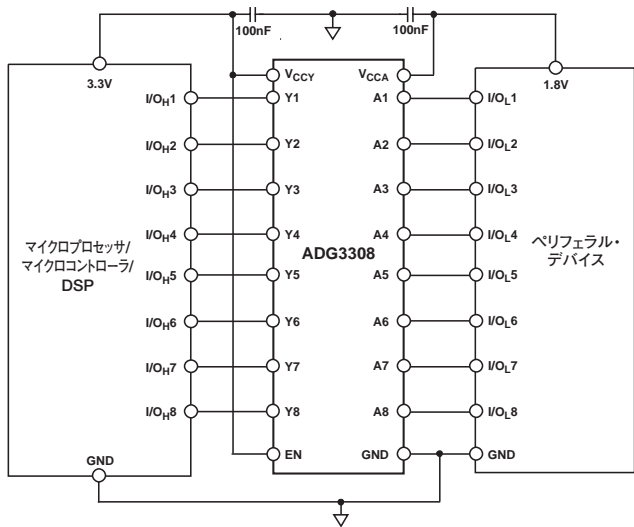 100nF
100nF
3.3V
1.8V
VCCY
VCCA
I/OH1
Y1
A1
I/OL1
I/OH2
Y2
A2
I/OL2
I/OH3
Y3
A3
I/OL3
I/OH4
Y4
A4
I/OL4
マイクロプロセッサ/
マイクロコントローラ/
DSP
ADG3308
ペリフェラル・
デバイス
I/OH5
Y5
A5
I/OL5
I/OH6
Y6
A6
I/OL6
I/OH7
Y7
A7
I/OL7
I/OH8
Y8
A8
I/OL8
GND
EN
GND
GND